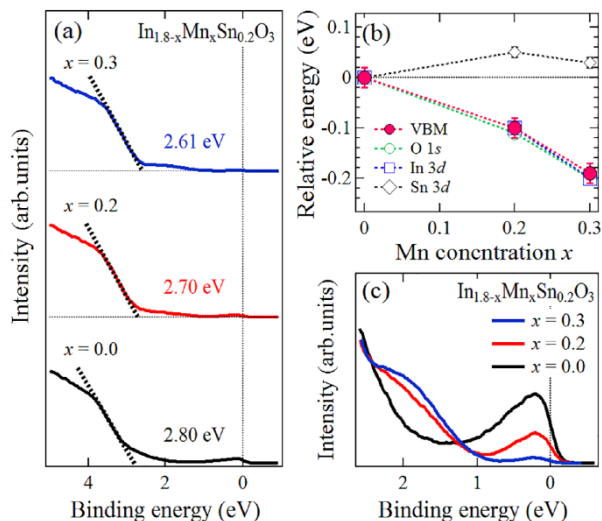 (a)
In1.8-xMnxSn0.2O3
x = 0.3
2.61 eV
x = 0.2
2.70 eV
x = 0.0
2.80 eV
Intensity (arb.units)
4
2
0
Binding energy (eV)
(b)
0.1
0
-0.1
-0.2
Relative energy (eV)
VBM
O 1s
In 3d
Sn 3d
0
0.1
0.2
0.3
Mn concntration x
(c)
In1.8-xMnxSn0.2O3
x = 0.3
x = 0.2
x = 0.0
Intensity (arb.units)
2
1
0
Binding energy (eV)